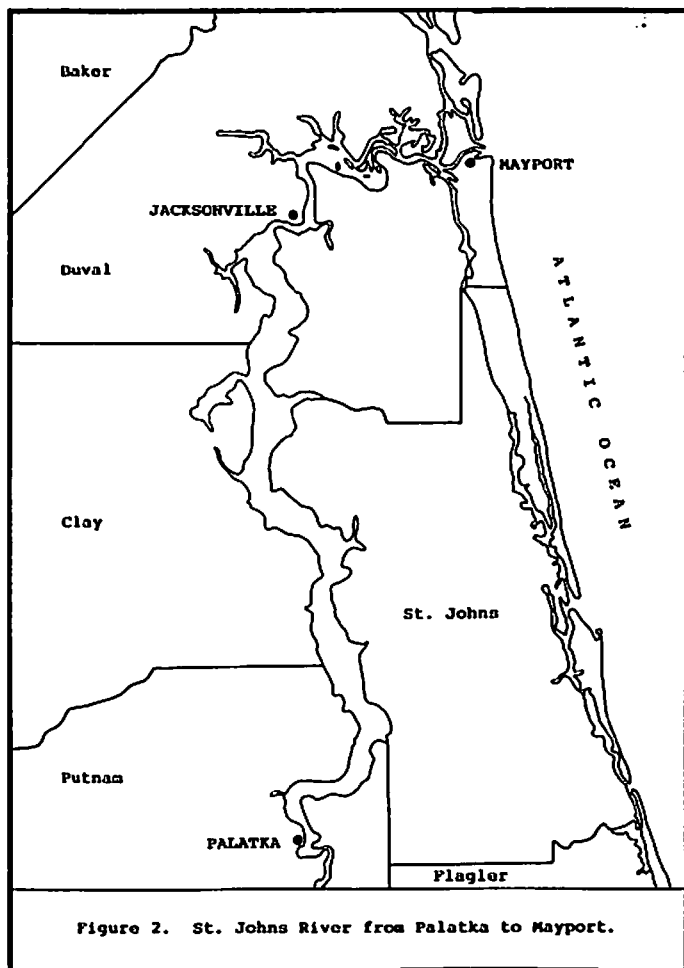 Baker
MAYPORT
JACKSONVILLE
Duval
ATLANTIC OCEAN
Clay
St. Johns
Putnam
PALATKA
Flagler
Figure 2. St. Johns River from Palatka to Mayport.